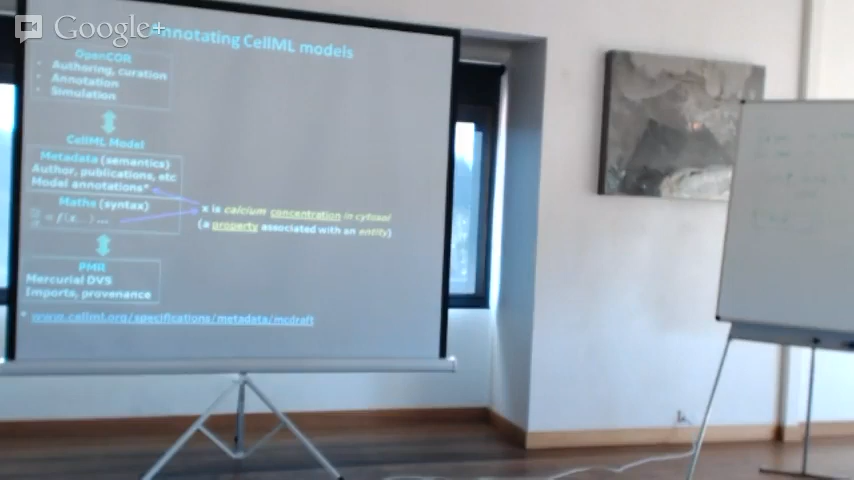 Google+
Annotating CellML models
OpenCOR
• Authoring, curation
• Annotation
• Simulation
CellML Model
Metadata (semantics)
Author, publications, etc
Model annotations*
Maths (syntax)
= f(x...) ...
x is calcium concentration in cytosol
(a property associated with an entity)
PMR
Mercurial DVS
Imports, provenance
* www.cellml.org/specifications/metadata/mcdraft